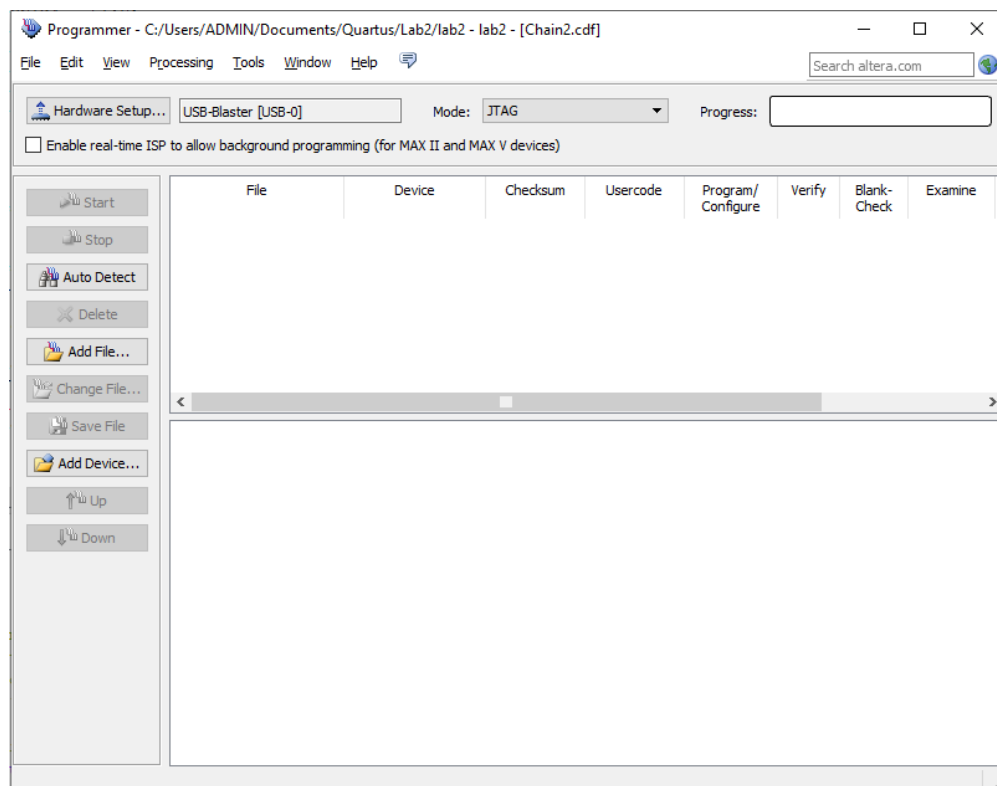 Programmer - C:/Users/ADMIN/Documents/Quartus/Lab2/lab2 - lab2 - [Chain2.cdf]
File Edit View Processing Tools Window Help
Search altera.com
Hardware Setup... USB-Blaster [USB-0] Mode: JTAG Progress:
Enable real-time ISP to allow background programming (for MAX II and MAX V devices)
File Device Checksum Usercode Program/ Verify Blank- Examine
Configure Check
Start
Stop
Auto Detect
Delete
Add File...
Change File...
Save File
Add Device...
Up
Down